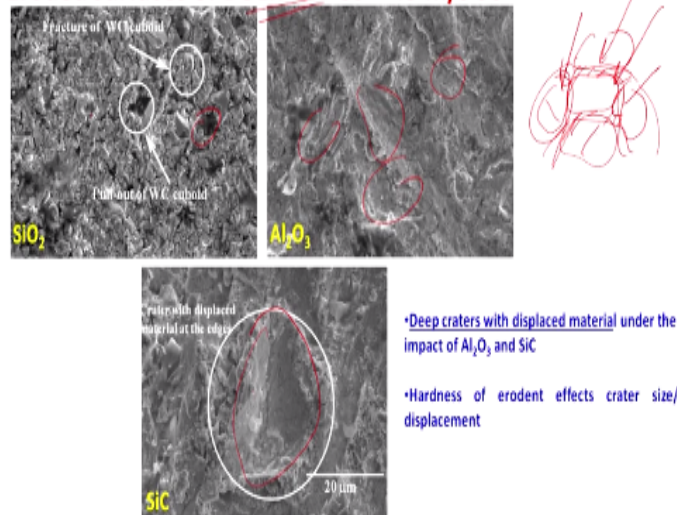 Fracture of WC cuboid
Pull-out of WC cuboid
SiO₂
Al₂O₃
Crater with displaced
material at the edges
20 µm
SiC
•Deep craters with displaced material under the
impact of Al₂O₃ and SiC
•Hardness of erodent effects crater size/
displacement